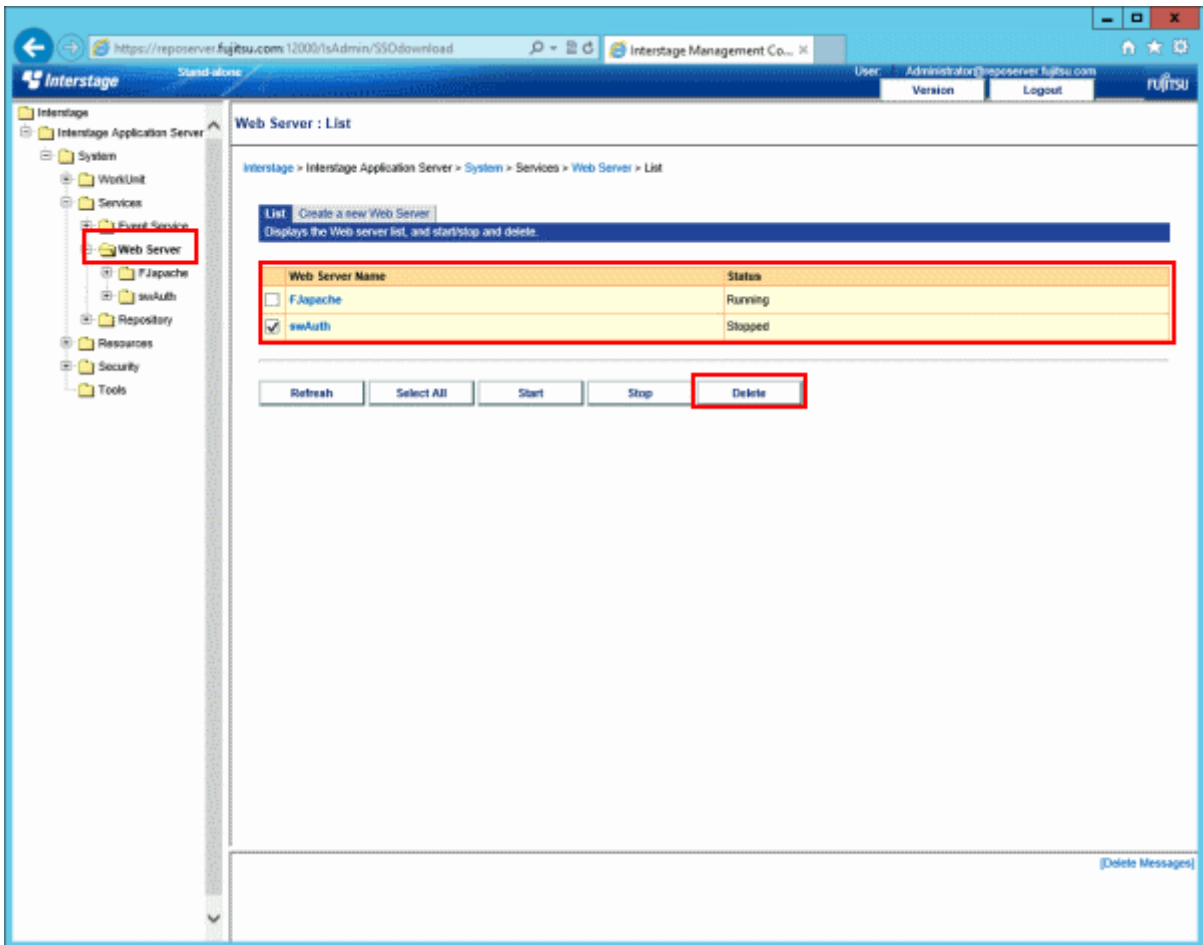 https://reposerver.fujitsu.com:12000/IsAdmin/SSOdownload
Interstage Management Co...
Interstage
Stand-alone
User: Administrator@reposerver.fujitsu.com
Version
Logout
FUJITSU
Interstage
Interstage Application Server
System
WorkUnit
Services
Event Service
Web Server
FJapache
swAuth
Repository
Resources
Security
Tools
Web Server : List
Interstage > Interstage Application Server > System > Services > Web Server > List
List Create a new Web Server
Displays the Web server list, and start/stop and delete.
Web Server Name Status
FJapache Running
swAuth Stopped
Refresh Select All Start Stop Delete
[Delete Messages]